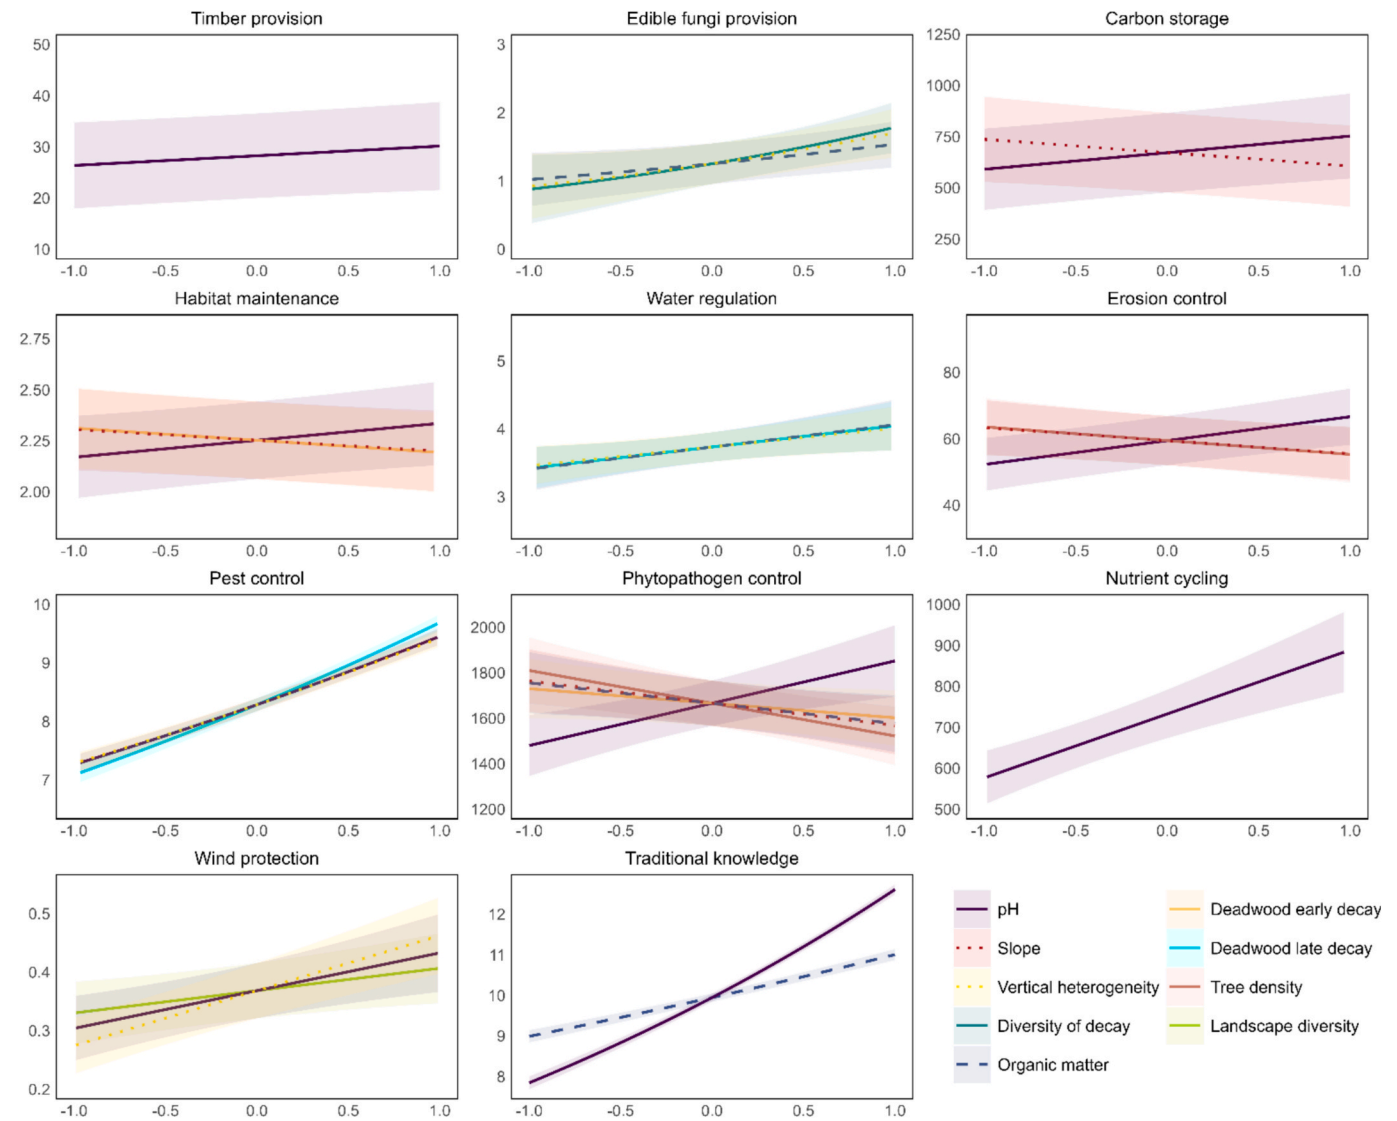 Timber provision
Edible fungi provision
Carbon storage
50
40
30
20
10
3
2
1
0
1250
1000
750
500
250
-1.0 -0.5 0.0 0.5 1.0
-1.0 -0.5 0.0 0.5 1.0
-1.0 -0.5 0.0 0.5 1.0
Habitat maintenance
Water regulation
Erosion control
2.75
2.50
2.25
2.00
5
4
3
80
60
40
-1.0 -0.5 0.0 0.5 1.0
-1.0 -0.5 0.0 0.5 1.0
-1.0 -0.5 0.0 0.5 1.0
Pest control
Phytopathogen control
Nutrient cycling
10
9
8
7
2000
1800
1600
1400
1200
1000
900
800
700
600
500
-1.0 -0.5 0.0 0.5 1.0
-1.0 -0.5 0.0 0.5 1.0
-1.0 -0.5 0.0 0.5 1.0
Wind protection
Traditional knowledge
0.5
0.4
0.3
0.2
12
11
10
9
8
-1.0 -0.5 0.0 0.5 1.0
-1.0 -0.5 0.0 0.5 1.0
pH
Slope
Vertical heterogeneity
Diversity of decay
Organic matter
Deadwood early decay
Deadwood late decay
Tree density
Landscape diversity